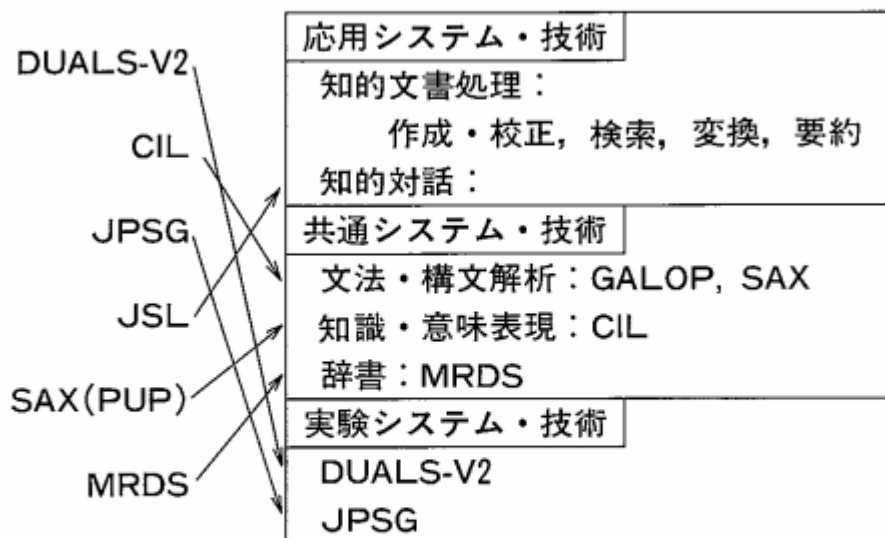 DUALS-V2
CIL
JPSG
JSL
SAX(PUP)
MRDS
応用システム・技術
知的文書処理：
作成・校正，検索，変換，要約
知的対話：
共通システム・技術
文法・構文解析：GALOP, SAX
知識・意味表現：CIL
辞書：MRDS
実験システム・技術
DUALS-V2
JPSG